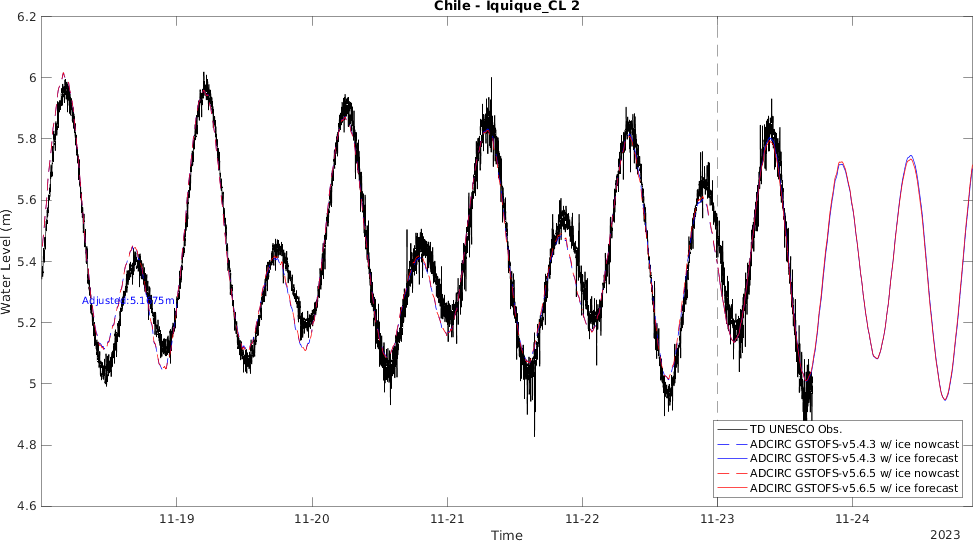 Chile - Iquique_CL 2
6.2
6
5.8
5.6
5.4
5.2
5
4.8
4.6
Water Level (m)
TD UNESCO Obs.
ADCIRC GSTOFS-v5.4.3 w/ ice nowcast
ADCIRC GSTOFS-v5.4.3 w/ ice forecast
ADCIRC GSTOFS-v5.6.5 w/ ice nowcast
ADCIRC GSTOFS-v5.6.5 w/ ice forecast
11-19
11-20
11-21
11-22
11-23
11-24
Time
2023